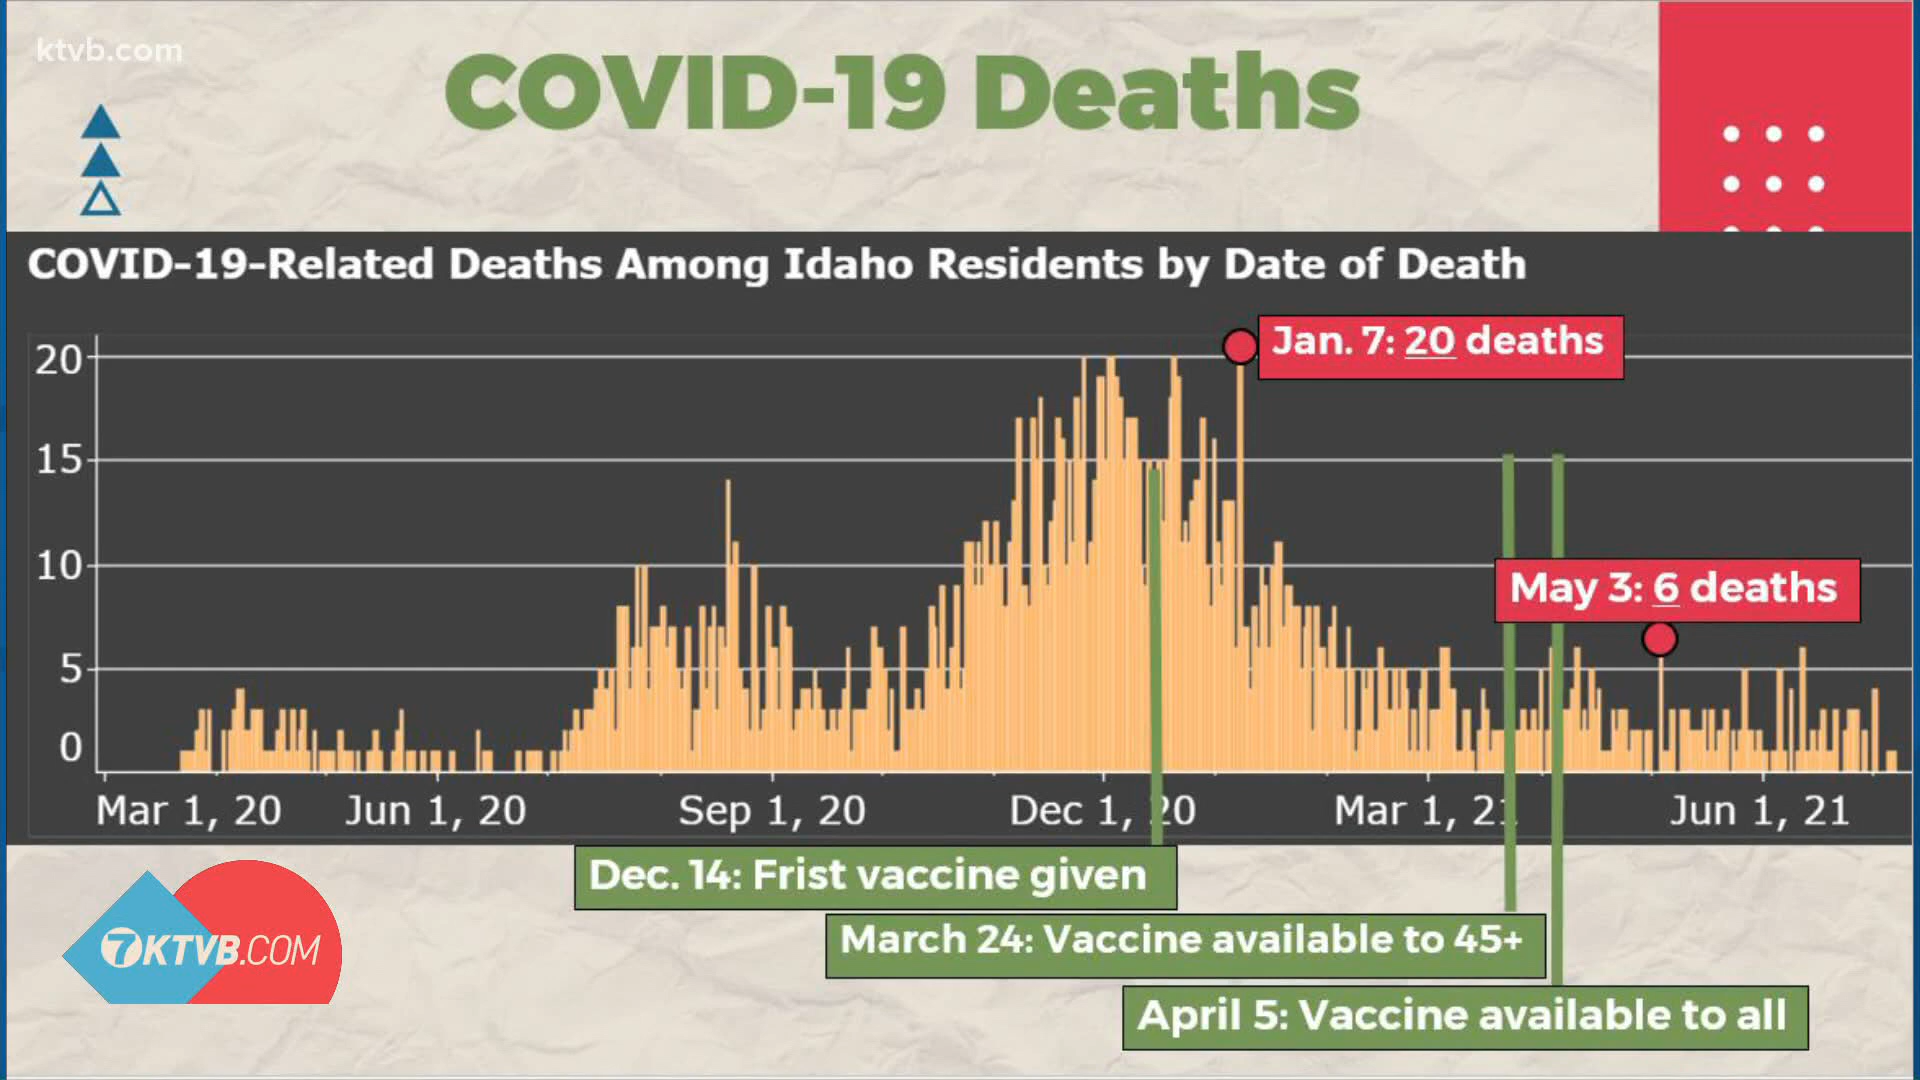 ktvb.com
COVID-19 Deaths
COVID-19-Related Deaths Among Idaho Residents by Date of Death
20
15
10
5
0
Jan. 7: 20 deaths
May 3: 6 deaths
Mar 1, 20
Jun 1, 20
Sep 1, 20
Dec 1, 20
Mar 1, 21
Jun 1, 21
Dec. 14: Frist vaccine given
March 24: Vaccine available to 45+
April 5: Vaccine available to all
7KTVB.COM